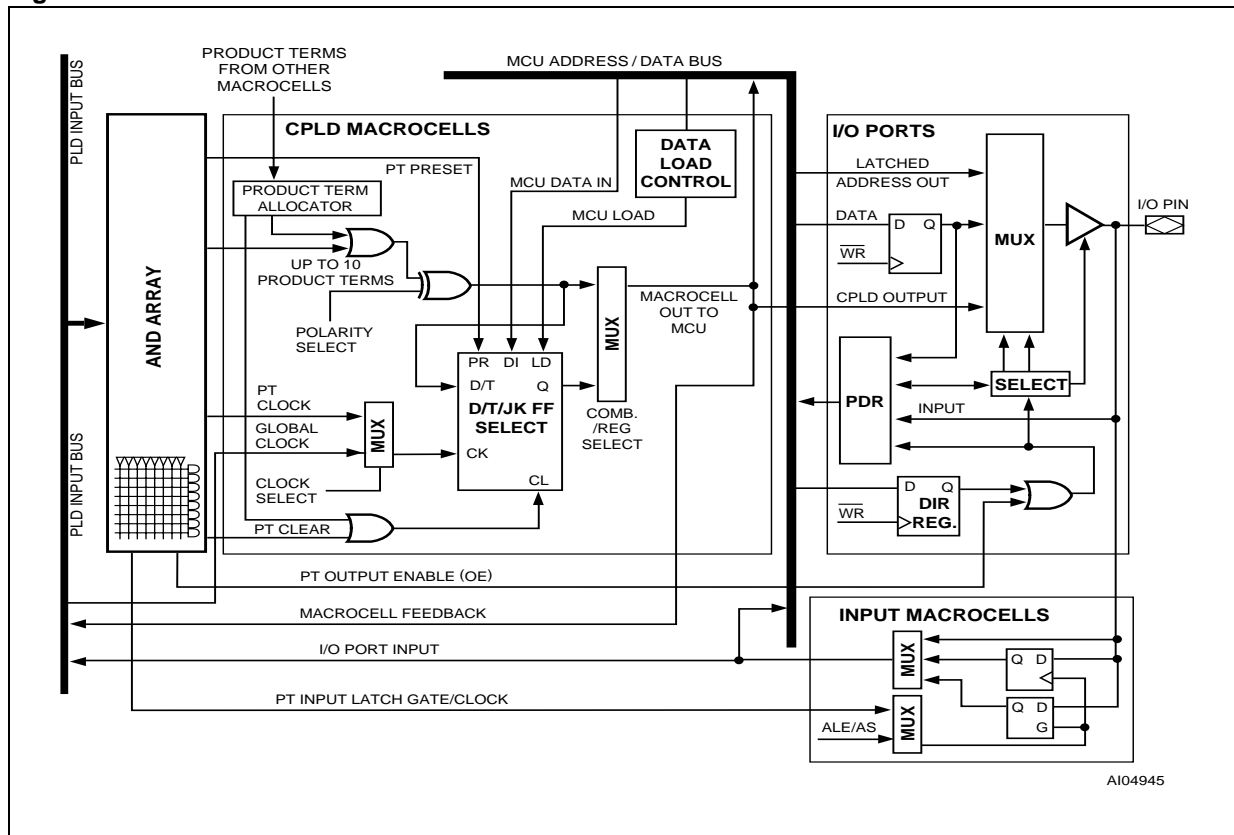 PRODUCT TERMS
FROM OTHER
MACROCELLS
MCU ADDRESS / DATA BUS
PLD INPUT BUS
CPLD MACROCELLS
I/O PORTS
DATA
LOAD
CONTROL
LATCHED
ADDRESS OUT
PT PRESET
MCU DATA IN
PRODUCT TERM
ALLOCATOR
MCU LOAD
I/O PIN
DATA
D Q
WR
MUX
UP TO 10
PRODUCT TERMS
AND ARRAY
POLARITY
SELECT
MUX
MACROCELL
OUT TO
MCU
CPLD OUTPUT
PR DI LD
D/T Q
D/T/JK FF
SELECT
CK
CL
COMB.
/REG
SELECT
PT
CLOCK
GLOBAL
CLOCK
MUX
CLOCK
SELECT
PT CLEAR
PDR
SELECT
INPUT
D Q
DIR
REG.
WR
PLD INPUT BUS
PT OUTPUT ENABLE (OE)
MACROCELL FEEDBACK
I/O PORT INPUT
INPUT MACROCELLS
MUX
Q D
Q D
G
PT INPUT LATCH GATE/CLOCK
ALE/AS
MUX
AI04945